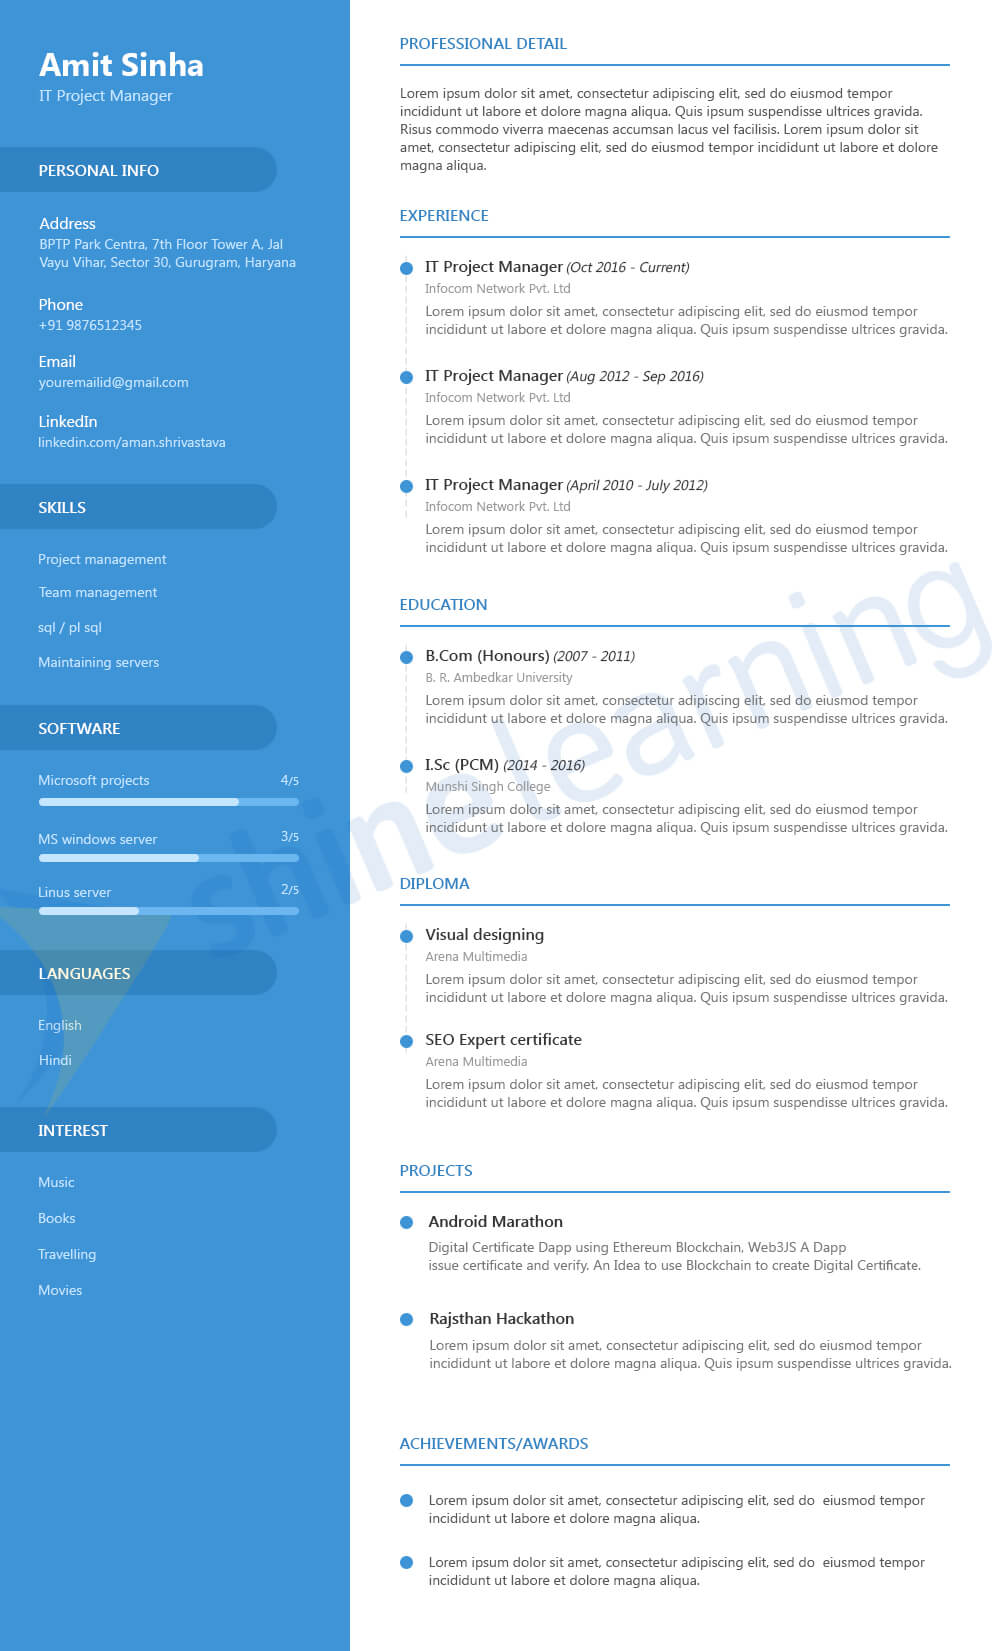 Amit Sinha
IT Project Manager
PERSONAL INFO
Address
BPTP Park Centra, 7th Floor Tower A, Jal
Vayu Vihar, Sector 30, Gurugram, Haryana
Phone
+91 9876512345
Email
youremailid@gmail.com
LinkedIn
linkedin.com/aman.shrivastava
SKILLS
Project management
Team management
sql / pl sql
Maintaining servers
SOFTWARE
Microsoft projects 4/5
MS windows server 3/5
Linus server 2/5
LANGUAGES
English
Hindi
INTEREST
Music
Books
Travelling
Movies
PROFESSIONAL DETAIL
Lorem ipsum dolor sit amet, consectetur adipiscing elit, sed do eiusmod tempor
incididunt ut labore et dolore magna aliqua. Quis ipsum suspendisse ultrices gravida.
Risus commodo viverra maecenas accumsan lacus vel facilisis. Lorem ipsum dolor sit
amet, consectetur adipiscing elit, sed do eiusmod tempor incididunt ut labore et dolore
magna aliqua.
EXPERIENCE
IT Project Manager (Oct 2016 - Current)
Infocom Network Pvt. Ltd
Lorem ipsum dolor sit amet, consectetur adipiscing elit, sed do eiusmod tempor
incididunt ut labore et dolore magna aliqua. Quis ipsum suspendisse ultrices gravida.
IT Project Manager (Aug 2012 - Sep 2016)
Infocom Network Pvt. Ltd
Lorem ipsum dolor sit amet, consectetur adipiscing elit, sed do eiusmod tempor
incididunt ut labore et dolore magna aliqua. Quis ipsum suspendisse ultrices gravida.
IT Project Manager (April 2010 - July 2012)
Infocom Network Pvt. Ltd
Lorem ipsum dolor sit amet, consectetur adipiscing elit, sed do eiusmod tempor
incididunt ut labore et dolore magna aliqua. Quis ipsum suspendisse ultrices gravida.
EDUCATION
B.Com (Honours) (2007 - 2011)
B. R. Ambedkar University
Lorem ipsum dolor sit amet, consectetur adipiscing elit, sed do eiusmod tempor
incididunt ut labore et dolore magna aliqua. Quis ipsum suspendisse ultrices gravida.
I.Sc (PCM) (2014 - 2016)
Munshi Singh College
Lorem ipsum dolor sit amet, consectetur adipiscing elit, sed do eiusmod tempor
incididunt ut labore et dolore magna aliqua. Quis ipsum suspendisse ultrices gravida.
DIPLOMA
Visual designing
Arena Multimedia
Lorem ipsum dolor sit amet, consectetur adipiscing elit, sed do eiusmod tempor
incididunt ut labore et dolore magna aliqua. Quis ipsum suspendisse ultrices gravida.
SEO Expert certificate
Arena Multimedia
Lorem ipsum dolor sit amet, consectetur adipiscing elit, sed do eiusmod tempor
incididunt ut labore et dolore magna aliqua. Quis ipsum suspendisse ultrices gravida.
PROJECTS
Android Marathon
Digital Certificate Dapp using Ethereum Blockchain, Web3JS A Dapp
issue certificate and verify. An Idea to use Blockchain to create Digital Certificate.
Rajsthan Hackathon
Lorem ipsum dolor sit amet, consectetur adipiscing elit, sed do eiusmod tempor
incididunt ut labore et dolore magna aliqua. Quis ipsum suspendisse ultrices gravida.
ACHIEVEMENTS/AWARDS
Lorem ipsum dolor sit amet, consectetur adipiscing elit, sed do eiusmod tempor
incididunt ut labore et dolore magna aliqua.
Lorem ipsum dolor sit amet, consectetur adipiscing elit, sed do eiusmod tempor
incididunt ut labore et dolore magna aliqua.
shine learning